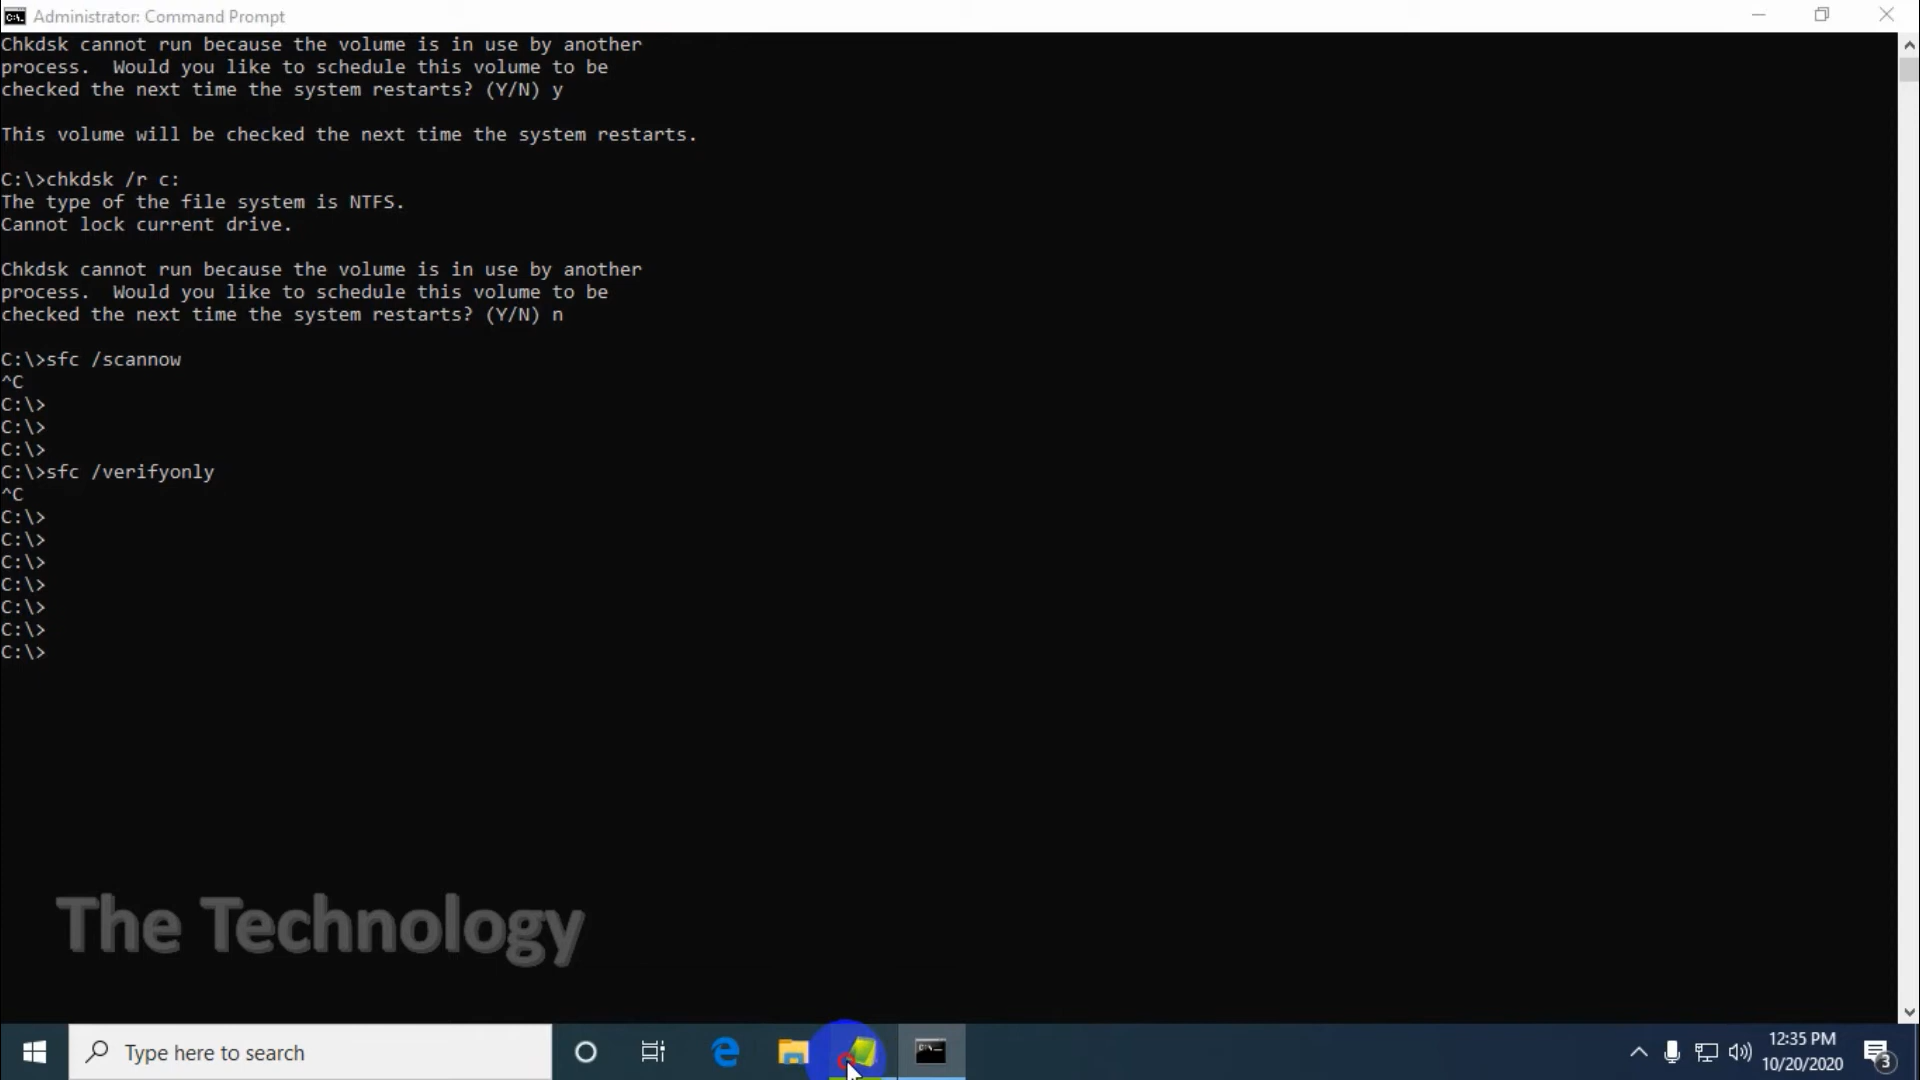 Administrator: Command Prompt
Chkdsk cannot run because the volume is in use by another
process.  Would you like to schedule this volume to be
checked the next time the system restarts? (Y/N) y
This volume will be checked the next time the system restarts.
C:\>chkdsk /r c:
The type of the file system is NTFS.
Cannot lock current drive.
Chkdsk cannot run because the volume is in use by another
process.  Would you like to schedule this volume to be
checked the next time the system restarts? (Y/N) n
C:\>sfc /scannow
^C
C:\>
C:\>
C:\>
C:\>sfc /verifyonly
^C
C:\>
C:\>
C:\>
C:\>
C:\>
C:\>
C:\>
The Technology
Type here to search
12:35 PM
10/20/2020
3